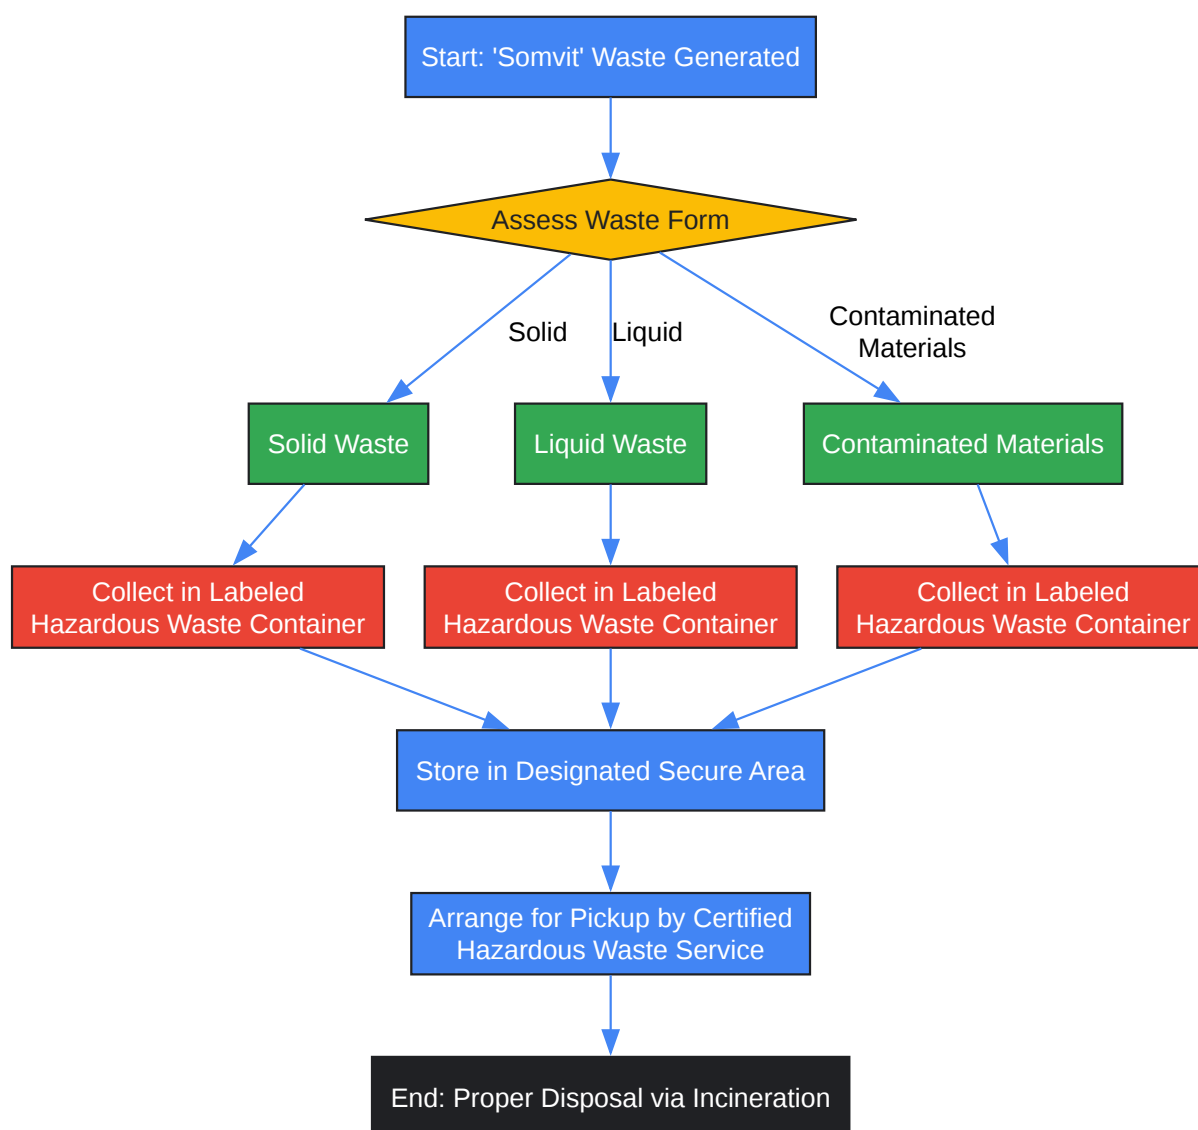 Start: 'Somvit' Waste Generated
Assess Waste Form
Solid
Liquid
Contaminated
Materials
Solid Waste
Liquid Waste
Contaminated Materials
Collect in Labeled
Hazardous Waste Container
Collect in Labeled
Hazardous Waste Container
Collect in Labeled
Hazardous Waste Container
Store in Designated Secure Area
Arrange for Pickup by Certified
Hazardous Waste Service
End: Proper Disposal via Incineration